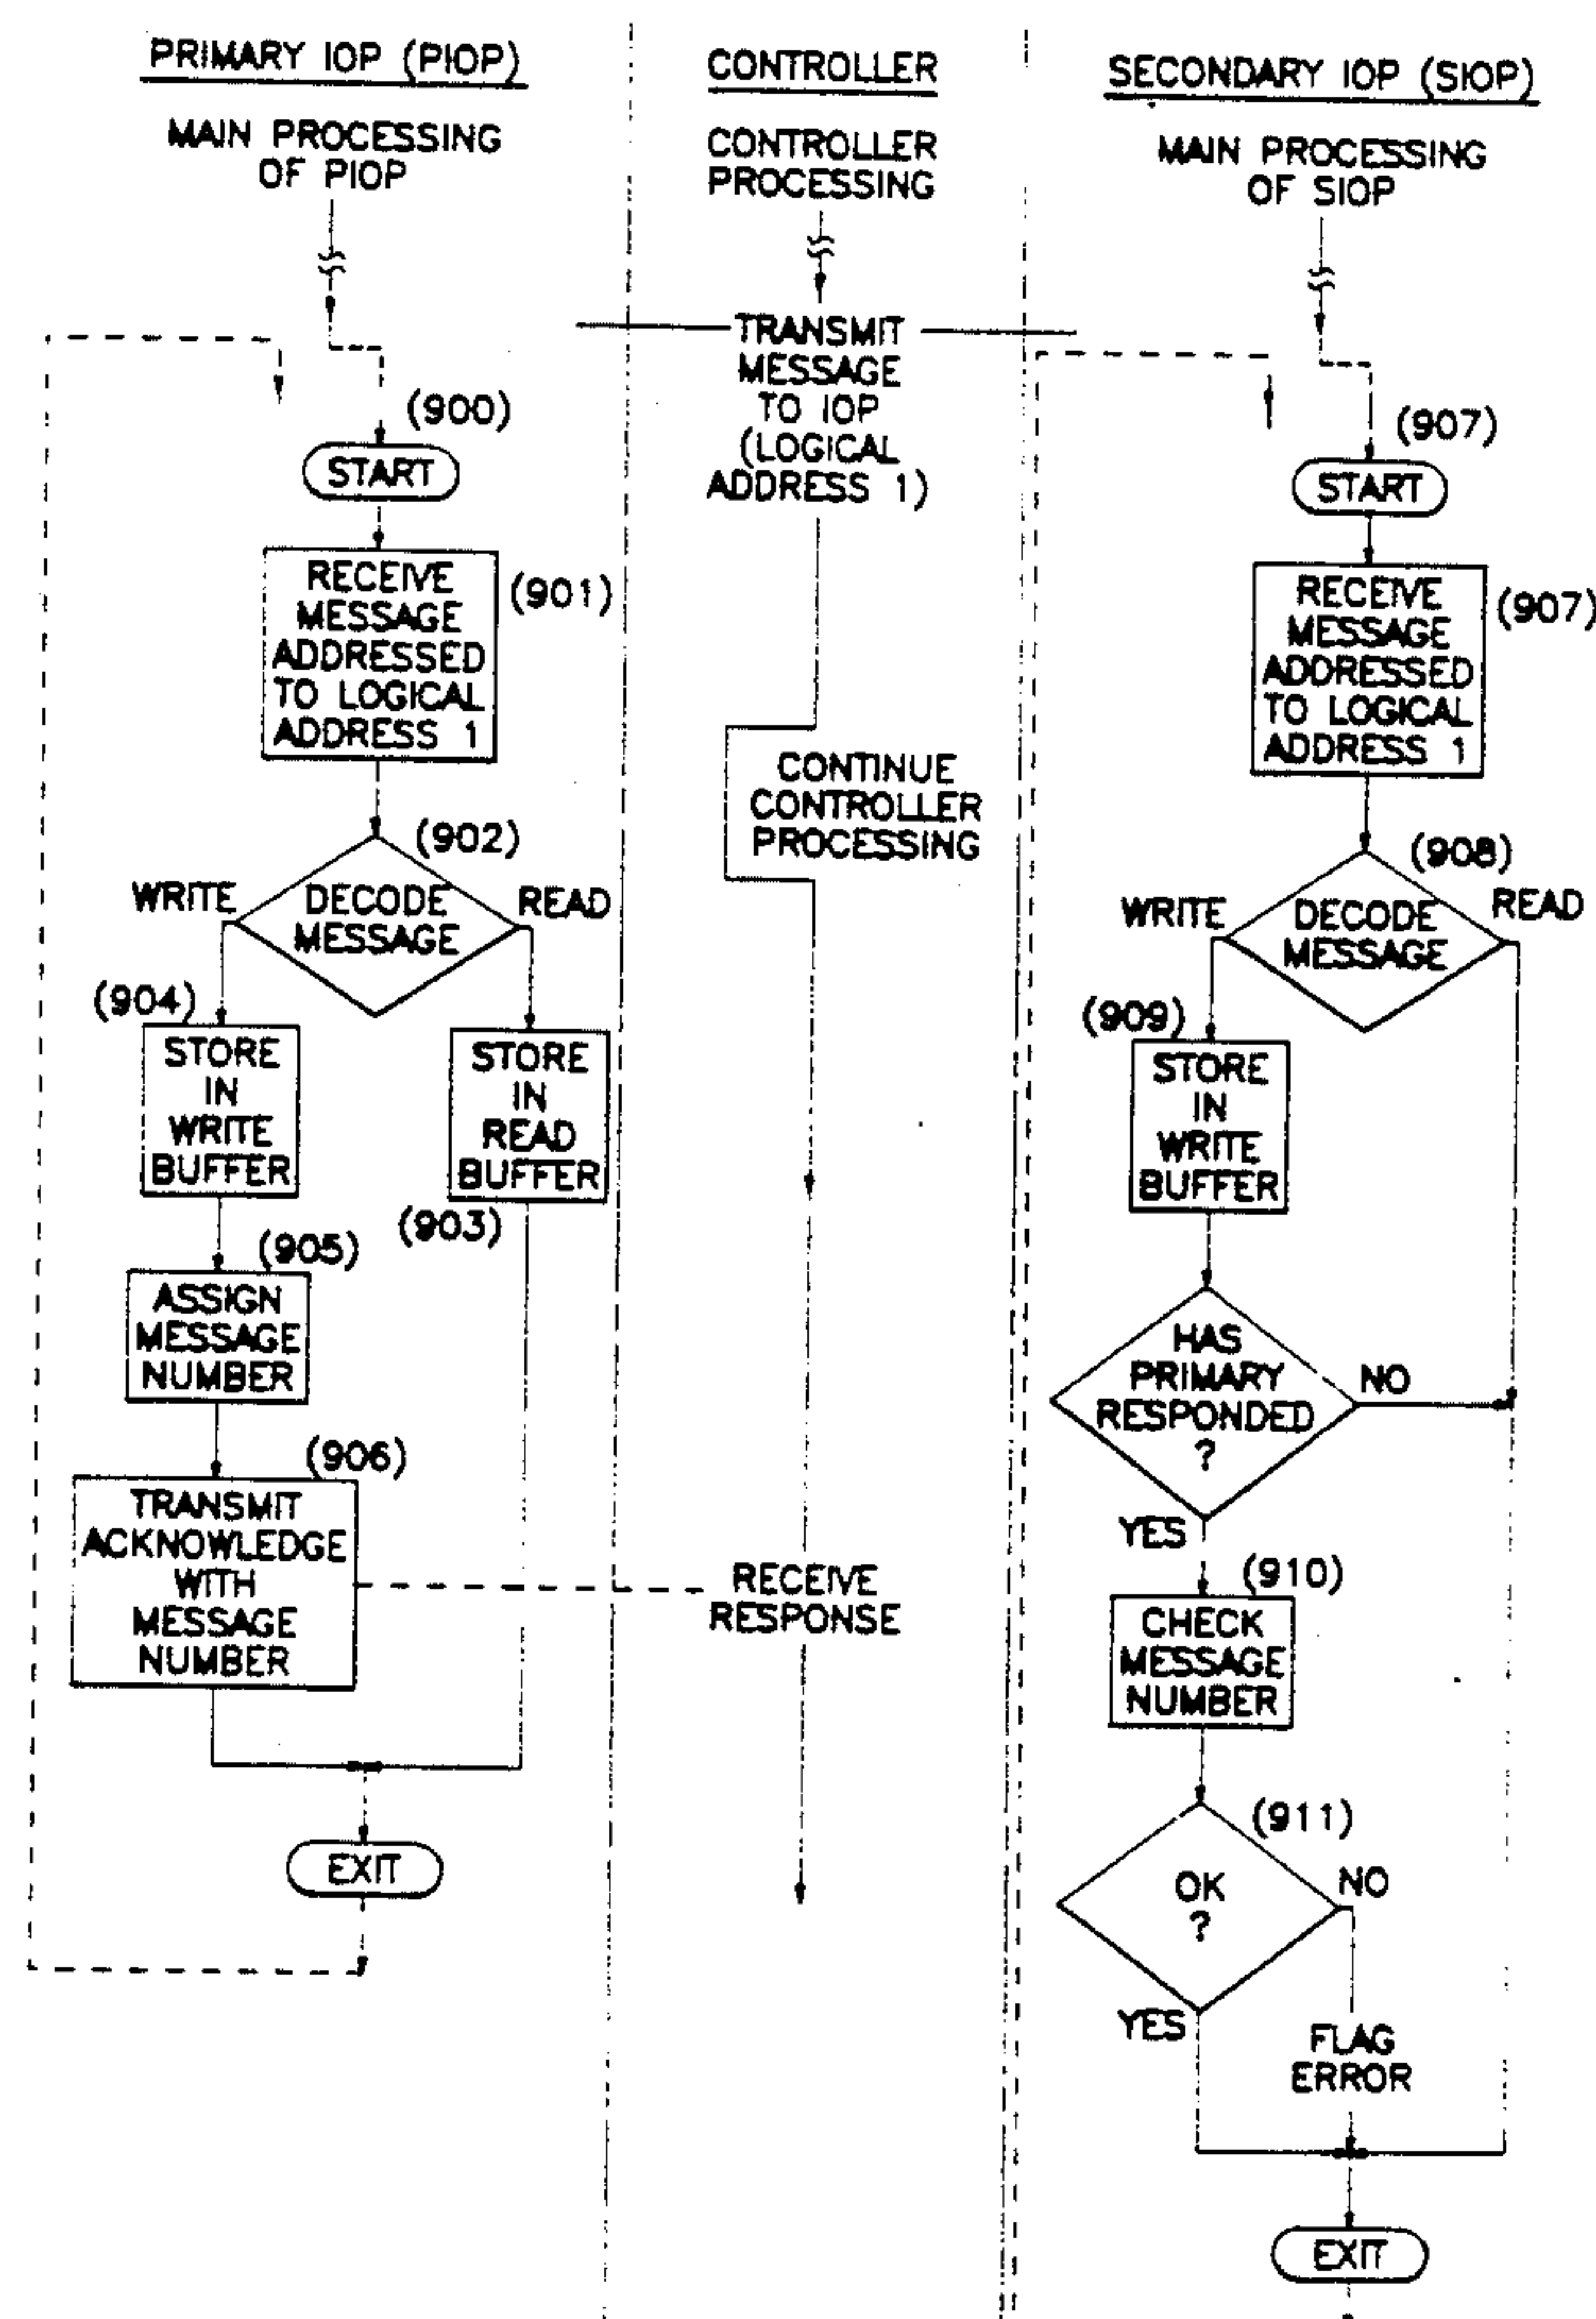 PRIMARY IOP (PIOP)
MAIN PROCESSING
OF PIOP
(900)
START
RECEIVE
MESSAGE
ADDRESSED
TO LOGICAL
ADDRESS 1
(901)
(902)
WRITE
DECODE
MESSAGE
READ
(904)
STORE
IN
WRITE
BUFFER
STORE
IN
READ
BUFFER
(903)
(905)
ASSIGN
MESSAGE
NUMBER
(906)
TRANSMIT
ACKNOWLEDGE
WITH
MESSAGE
NUMBER
EXIT
CONTROLLER
CONTROLLER
PROCESSING
TRANSMIT
MESSAGE
TO IOP
(LOGICAL
ADDRESS 1)
CONTINUE
CONTROLLER
PROCESSING
RECEIVE
RESPONSE
SECONDARY IOP (SIOP)
MAIN PROCESSING
OF SIOP
(907)
START
RECEIVE
MESSAGE
ADDRESSED
TO LOGICAL
ADDRESS 1
(907)
(908)
WRITE
DECODE
MESSAGE
READ
(909)
STORE
IN
WRITE
BUFFER
HAS
PRIMARY
RESPONDED
?
NO
YES
(910)
CHECK
MESSAGE
NUMBER
(911)
OK
?
NO
YES
FLAG
ERROR
EXIT